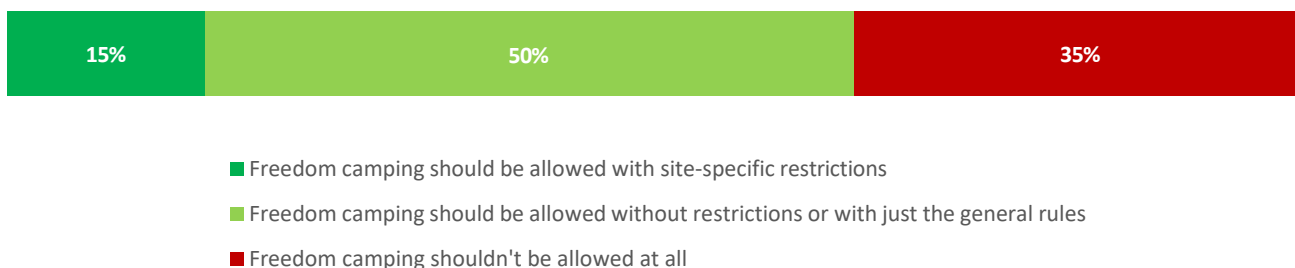 15% 50% 35%
Freedom camping should be allowed with site-specific restrictions
Freedom camping should be allowed without restrictions or with just the general rules
Freedom camping shouldn't be allowed at all